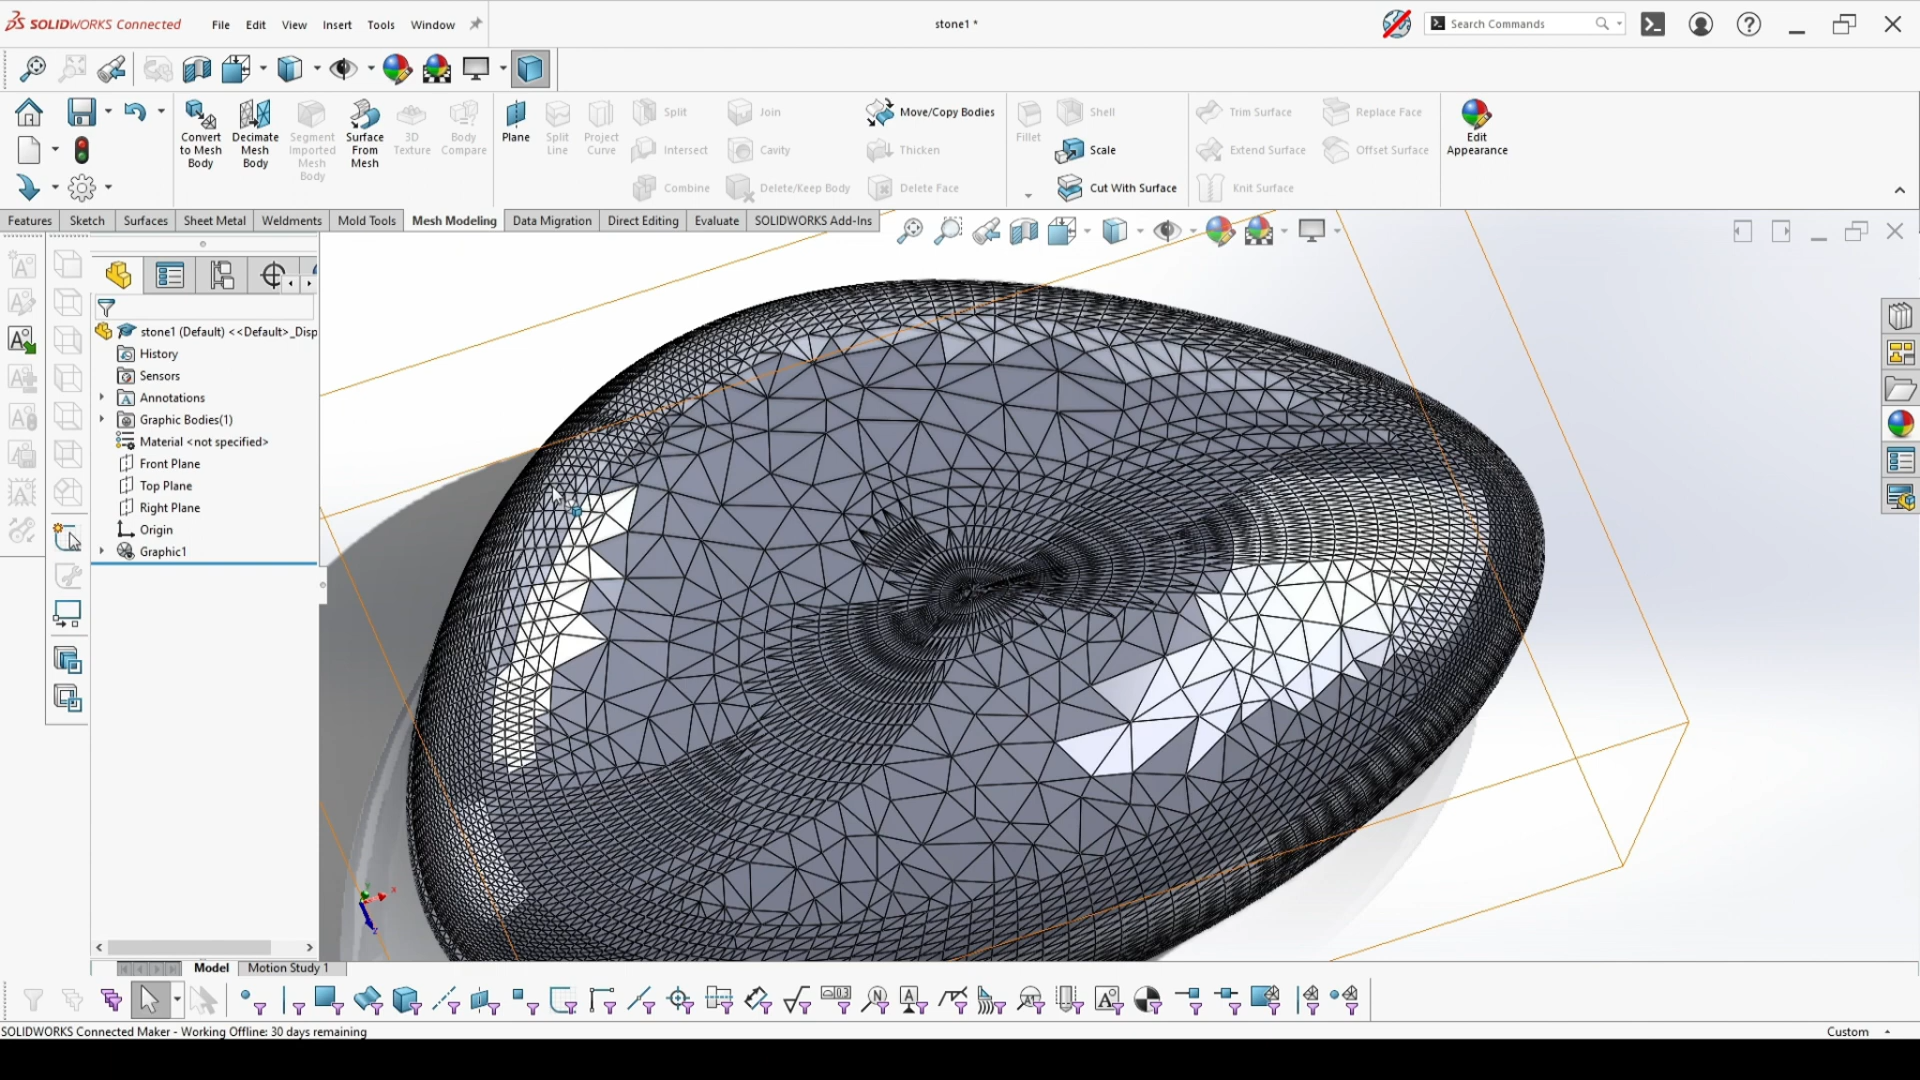 SOLIDWORKS Connected
File Edit View Insert Tools Window
stone1 *
Search Commands
Convert to Mesh Body
Decimate Mesh Body
Segment Imported Mesh Body
Surface From Mesh
3D Texture
Body Compare
Plane
Split Line
Project Curve
Split
Intersect
Combine
Join
Cavity
Delete/Keep Body
Move/Copy Bodies
Thicken
Delete Face
Fillet
Shell
Scale
Cut With Surface
Trim Surface
Extend Surface
Knit Surface
Replace Face
Offset Surface
Edit Appearance
Features Sketch Surfaces Sheet Metal Weldments Mold Tools Mesh Modeling Data Migration Direct Editing Evaluate SOLIDWORKS Add-Ins
stone1 (Default) <<Default>_Disp
History
Sensors
Annotations
Graphic Bodies(1)
Material <not specified>
Front Plane
Top Plane
Right Plane
Origin
Graphic1
Model Motion Study 1
SOLIDWORKS Connected Maker - Working Offline: 30 days remaining
Custom